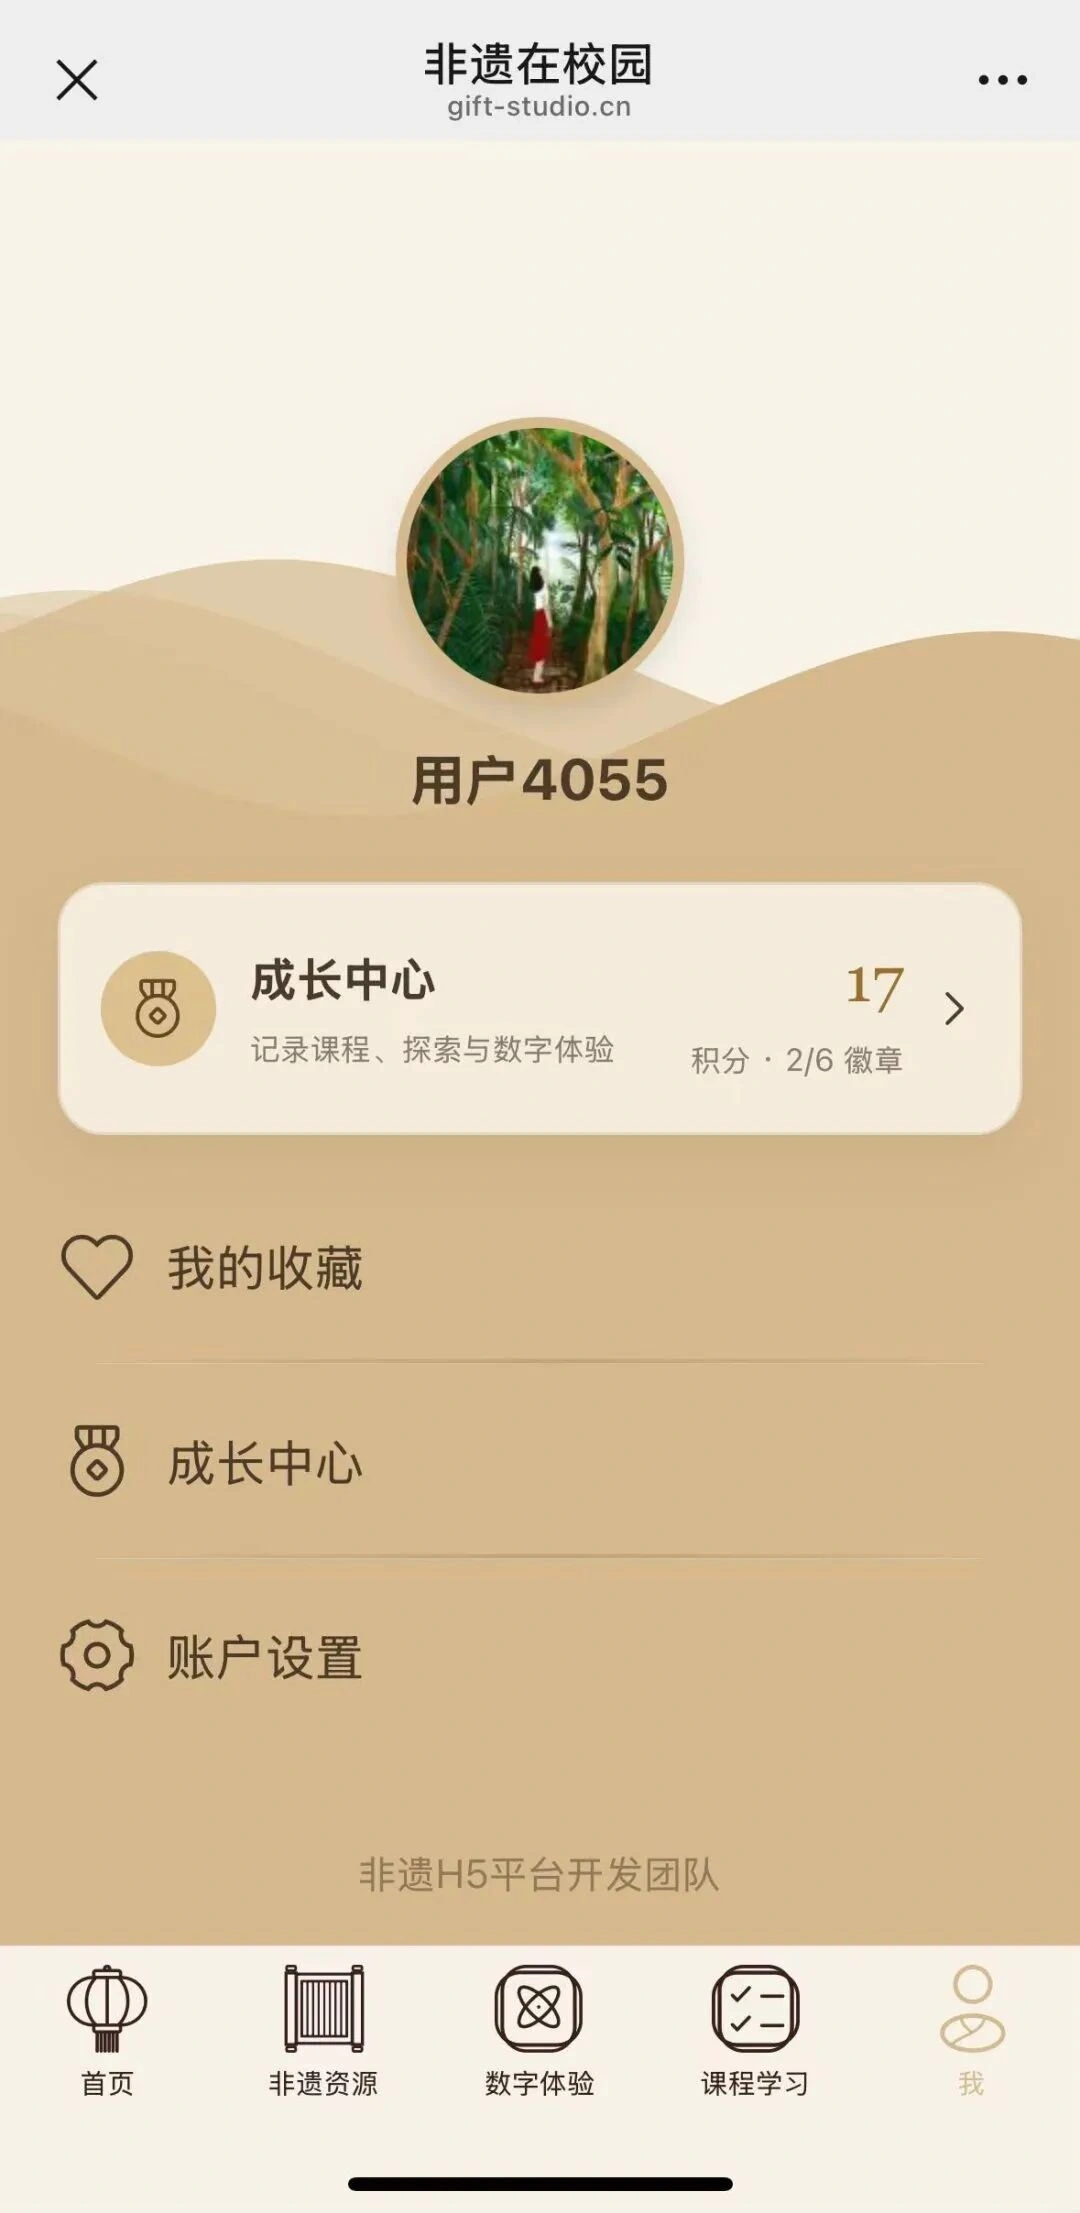 非遗在校园
gift-studio.cn
用户4055
成长中心
记录课程、探索与数字体验
17
积分 · 2/6 徽章
我的收藏
成长中心
账户设置
非遗H5平台开发团队
首页
非遗资源
数字体验
课程学习
我